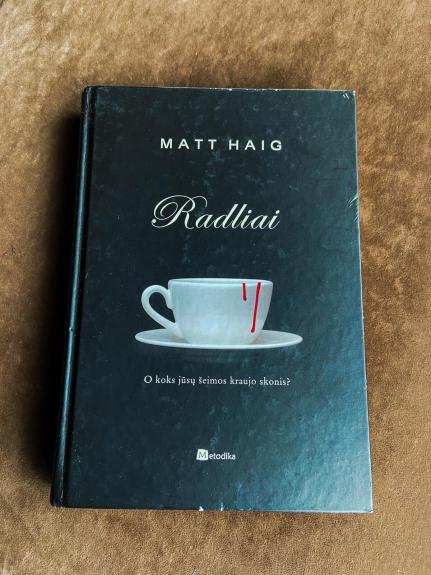 MATT HAIG
Radliai
O koks jūsų šeimos kraujo skonis?
Metodika